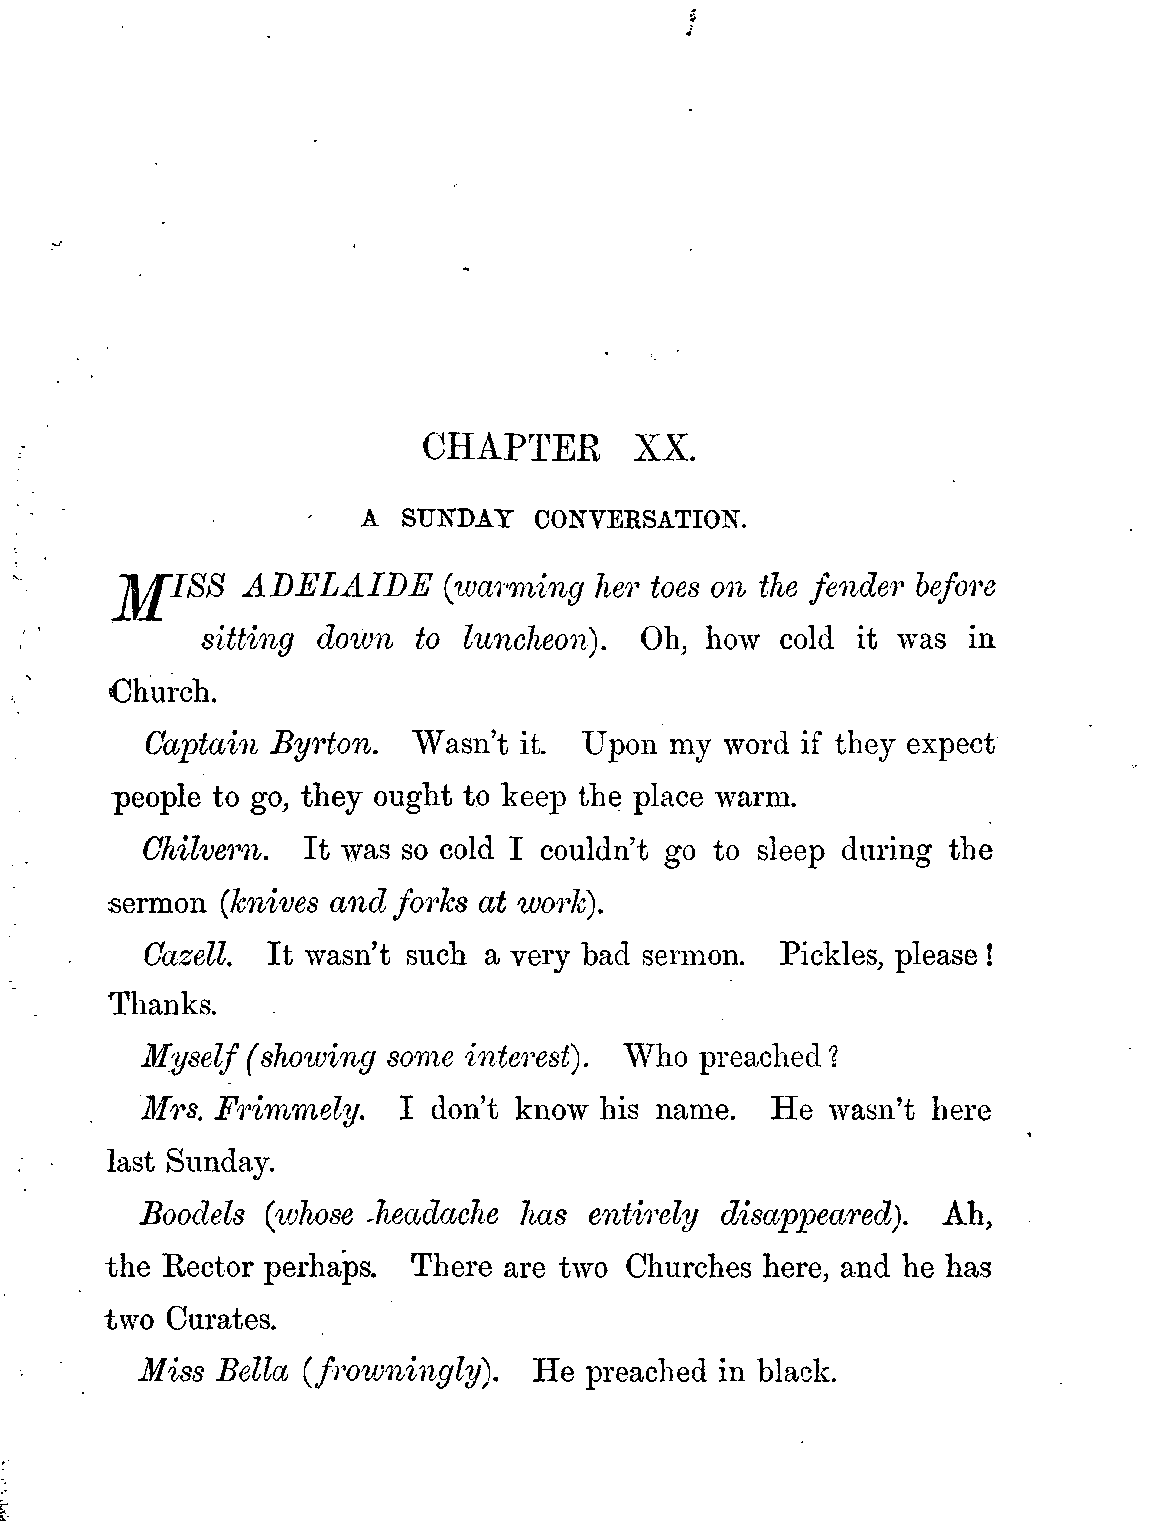 CHAPTER XX.
A SUNDAY CONVERSATION.
MISS ADELAIDE (warming her toes on the fender before
sitting down to luncheon). Oh, how cold it was in
Church.
Captain Byrton. Wasn't it. Upon my word if they expect
people to go, they ought to keep the place warm.
Chilvern. It was so cold I couldn't go to sleep during the
sermon (knives and forks at work).
Cazell. It wasn't such a very bad sermon. Pickles, please!
Thanks.
Myself (showing some interest). Who preached?
Mrs. Frimmely. I don't know his name. He wasn't here
last Sunday.
Boodels (whose headache has entirely disappeared). Ah,
the Rector perhaps. There are two Churches here, and he has
two Curates.
Miss Bella (frowningly). He preached in black.